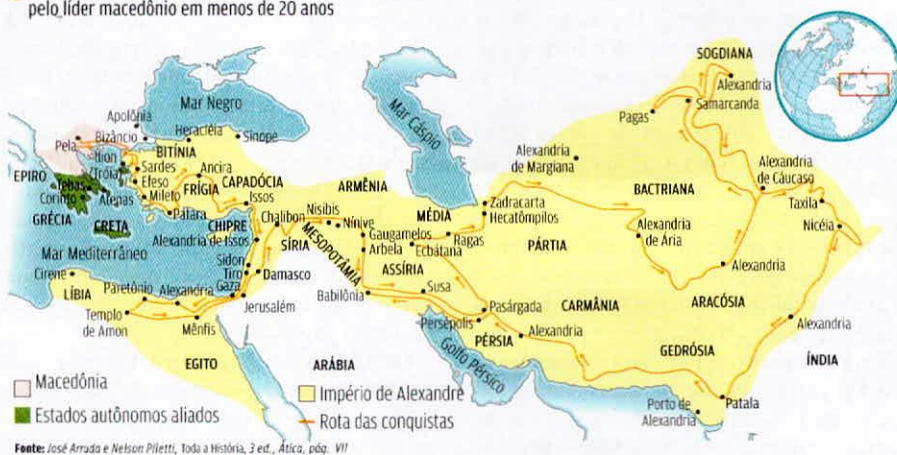 pelo líder macedônio em menos de 20 anos
SOGDIANA
Alexandria
Samarcanda
Pagas
Mar Negro
Apolônia
Bizâncio
Heracléia
Sinope
Pela
BITÍNIA
Ílion
(Tróia)
Sardes
Ancira
EPIRO
Tebas
Éfeso
FRÍGIA
CAPADÓCIA
ARMÊNIA
Corinto
Atenas
Mileto
Issos
GRÉCIA
Patara
CRETA
CHIPRE
Chalibon
Nisibis
Nínive
Mar Mediterrâneo
Alexandria de Issos
SÍRIA
MESOPOTÂMIA
Gaugamelos
Arbela
Ecbátana
Ragas
MÉDIA
Mar Cáspio
Zadracarta
Hecatômpilos
Alexandria
de Margiana
BACTRIANA
Alexandria
de Cáucaso
Taxila
Nicéia
PÁRTIA
Alexandria
de Ária
Alexandria
Cirene
Sidon
Tiro
Gaza
Damasco
ASSÍRIA
LÍBIA
Paretônio
Alexandria
Jerusalém
Babilônia
Susa
Pasárgada
CARMÂNIA
ARACÓSIA
Templo
de Amon
Mênfis
Persépolis
PÉRSIA
Alexandria
GEDRÓSIA
Alexandria
ÍNDIA
EGITO
ARÁBIA
Golfo Pérsico
Porto de
Alexandria
Patala
Macedônia
Estados autônomos aliados
Império de Alexandre
Rota das conquistas
Fonte: José Arruda e Nelson Piletti, Toda a História, 3 ed., Ática, pág. VII